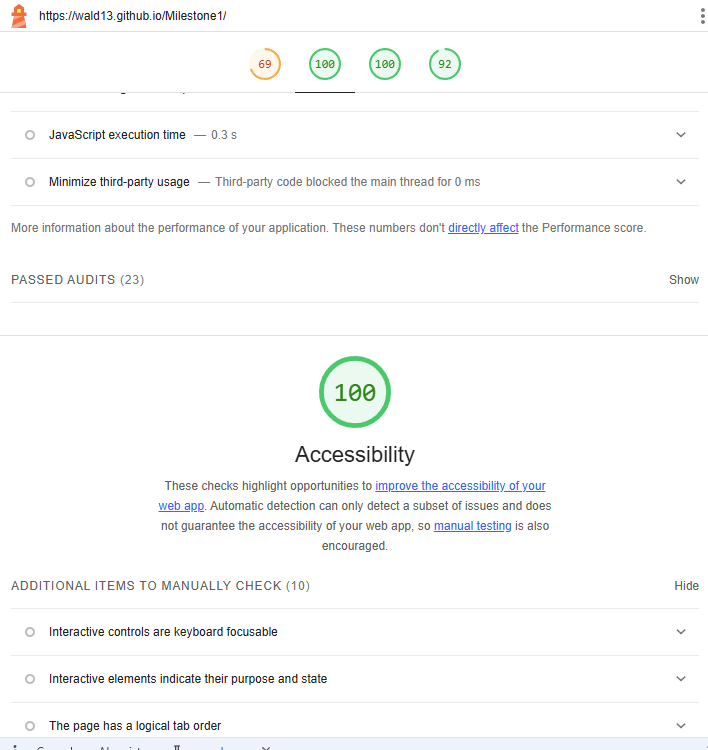 https://wald13.github.io/Milestone1/
69 100 100 92
JavaScript execution time — 0.3 s
Minimize third-party usage — Third-party code blocked the main thread for 0 ms
More information about the performance of your application. These numbers don't directly affect the Performance score.
PASSED AUDITS (23) Show
100
Accessibility
These checks highlight opportunities to improve the accessibility of your
web app. Automatic detection can only detect a subset of issues and does
not guarantee the accessibility of your web app, so manual testing is also
encouraged.
ADDITIONAL ITEMS TO MANUALLY CHECK (10) Hide
Interactive controls are keyboard focusable
Interactive elements indicate their purpose and state
The page has a logical tab order